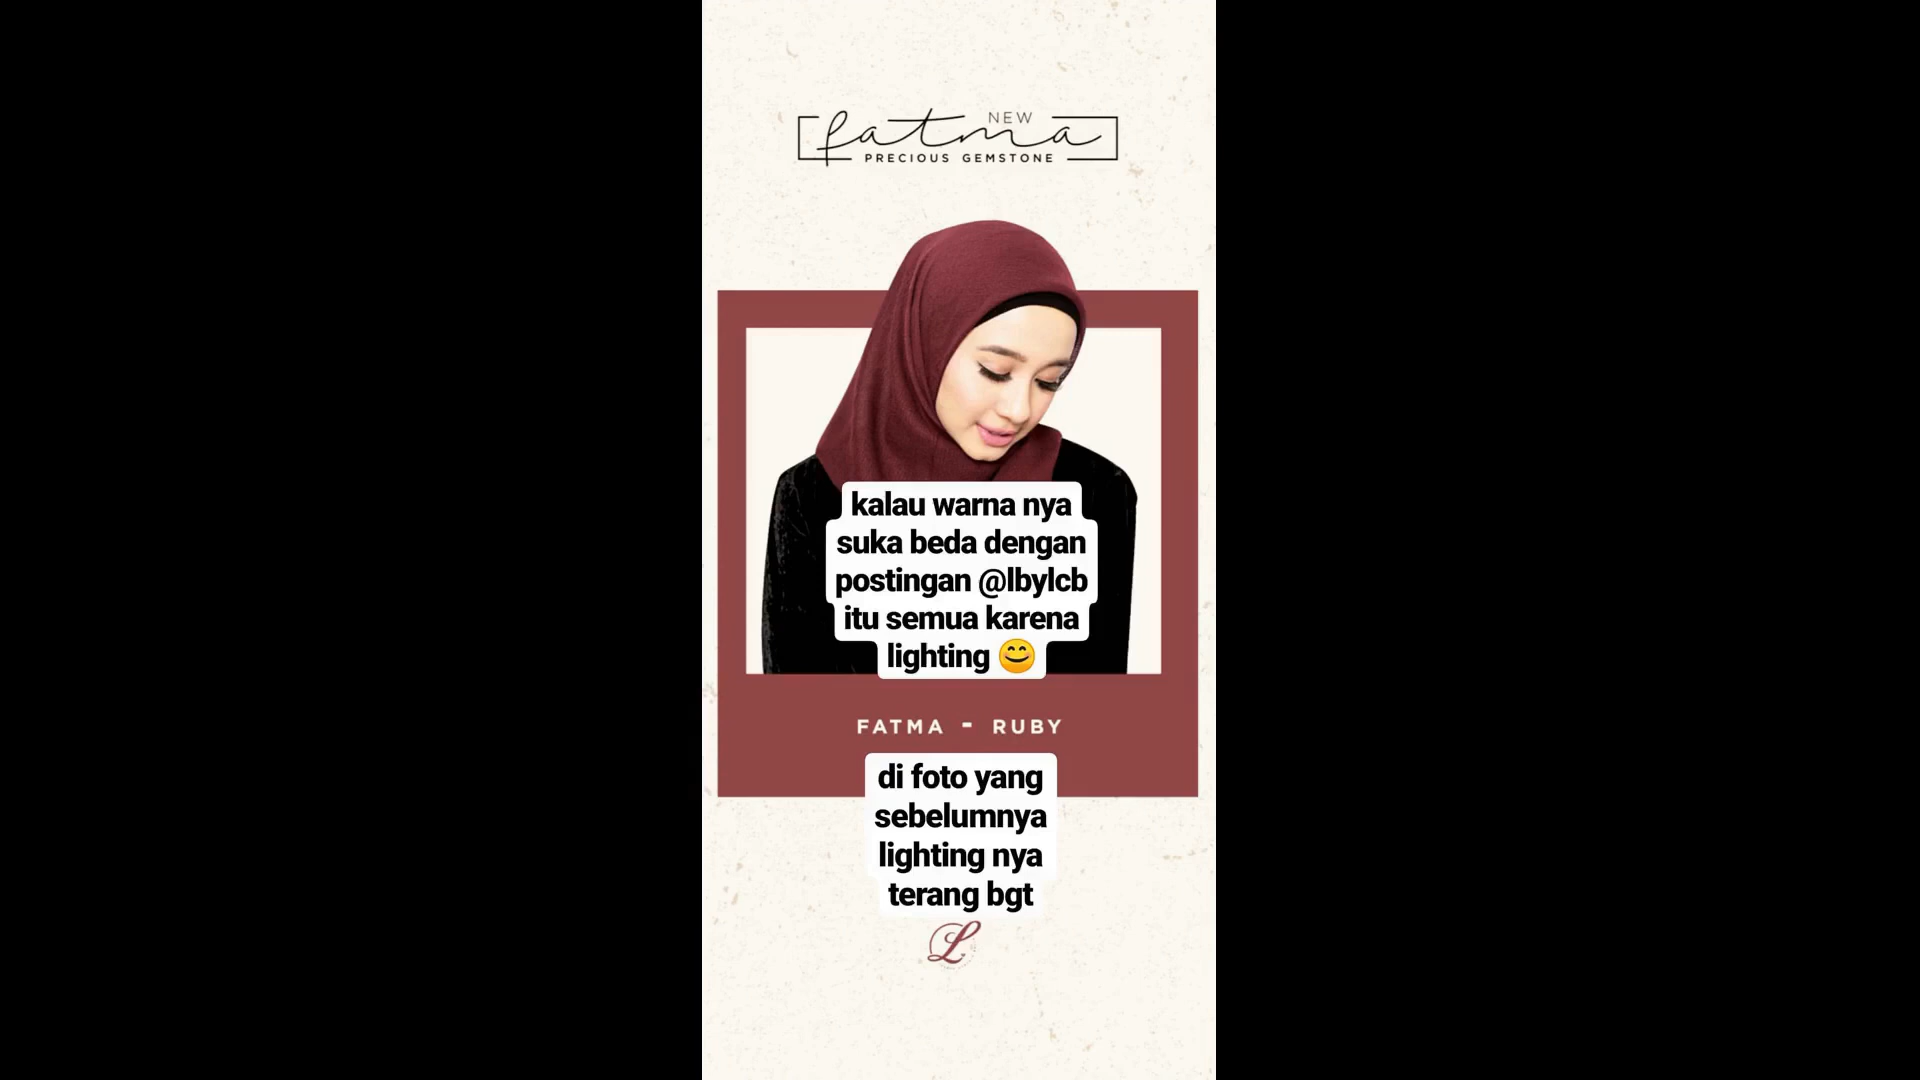 NEW
fatma
PRECIOUS GEMSTONE
kalau warna nya
suka beda dengan
postingan @lbylcb
itu semua karena
lighting 😊
FATMA - RUBY
di foto yang
sebelumnya
lighting nya
terang bgt
L